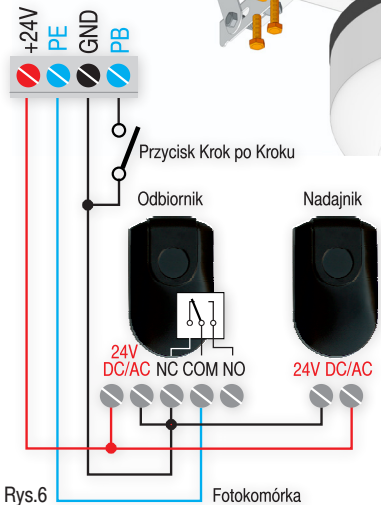 +24V PE GND PB
Przycisk Krok po Kroku
Odbiornik Nadajnik
24V
DC/AC NC COM NO 24V DC/AC
Rys.6 Fotokomórka